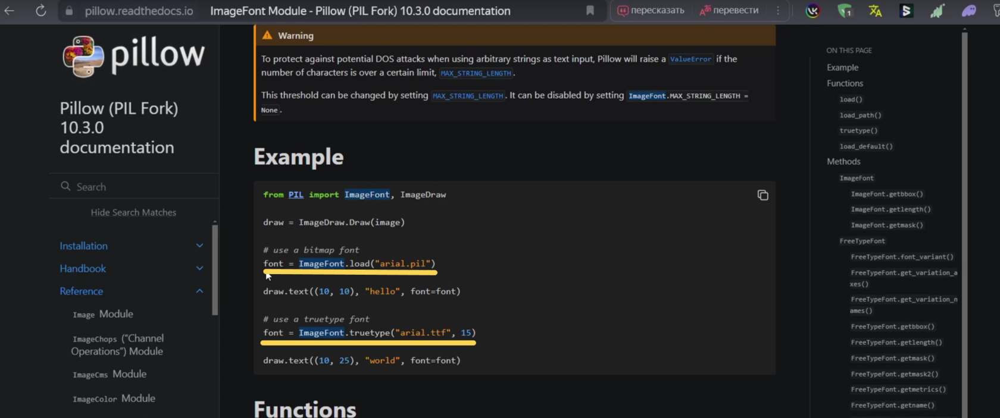 pillow.readthedocs.io ImageFont Module - Pillow (PIL Fork) 10.3.0 documentation пересказать перевести
1
pillow
Pillow (PIL Fork)
10.3.0
documentation
Search
Hide Search Matches
Installation
Handbook
Reference
Image Module
ImageChops (“Channel
Operations”) Module
ImageCms Module
ImageColor Module
Warning
To protect against potential DOS attacks when using arbitrary strings as text input, Pillow will raise a ValueError if the
number of characters is over a certain limit, MAX_STRING_LENGTH.
This threshold can be changed by setting MAX_STRING_LENGTH. It can be disabled by setting ImageFont.MAX_STRING_LENGTH =
None.
Example
from PIL import ImageFont, ImageDraw
draw = ImageDraw.Draw(image)
# use a bitmap font
font = ImageFont.load("arial.pil")
draw.text((10, 10), "hello", font=font)
# use a truetype font
font = ImageFont.truetype("arial.ttf", 15)
draw.text((10, 25), "world", font=font)
Functions
ON THIS PAGE
Example
Functions
load()
load_path()
truetype()
load_default()
Methods
ImageFont
ImageFont.getbbox()
ImageFont.getlength()
ImageFont.getmask()
FreeTypeFont
FreeTypeFont.font_variant()
FreeTypeFont.get_variation_a
xes()
FreeTypeFont.get_variation_n
ames()
FreeTypeFont.getbbox()
FreeTypeFont.getlength()
FreeTypeFont.getmask()
FreeTypeFont.getmask2()
FreeTypeFont.getmetrics()
FreeTypeFont.getname()